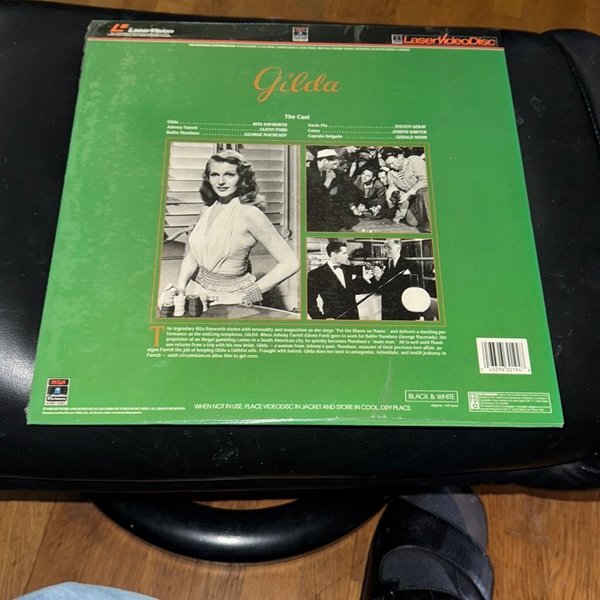 LaserVision
LaserVideoDisc
Gilda
The Cast
Gilda RITA HAYWORTH
Johnny Farrell GLENN FORD
Ballin Mundson GEORGE MACREADY
Uncle Pio STEVEN GERAY
Casey JOSEPH SAWYER
Captain Delgado GERALD MOHR
The legendary Rita Hayworth sizzles with sensuality and magnetism as she sings "Put the Blame on Mame," and delivers a dazzling per-
formance as the enticing temptress, GILDA. When Johnny Farrell (Glenn Ford) goes to work for Ballin Mundson (George Macready), the
proprietor of an illegal gambling casino in a South American city, he quickly becomes Mundson's "main man." All is well until Mund-
son returns from a trip with his new bride, Gilda — a woman from Johnny's past. Mundson, unaware of their previous love affair, as-
signs Farrell the job of keeping Gilda a faithful wife. Fraught with hatred, Gilda does her best to antagonize, intimidate, and instill jealousy in
Farrell — until circumstances allow him to get even.
RCA
Columbia
Pictures
BLACK & WHITE
WHEN NOT IN USE, PLACE VIDEODISC IN JACKET AND STORE IN COOL, DRY PLACE.